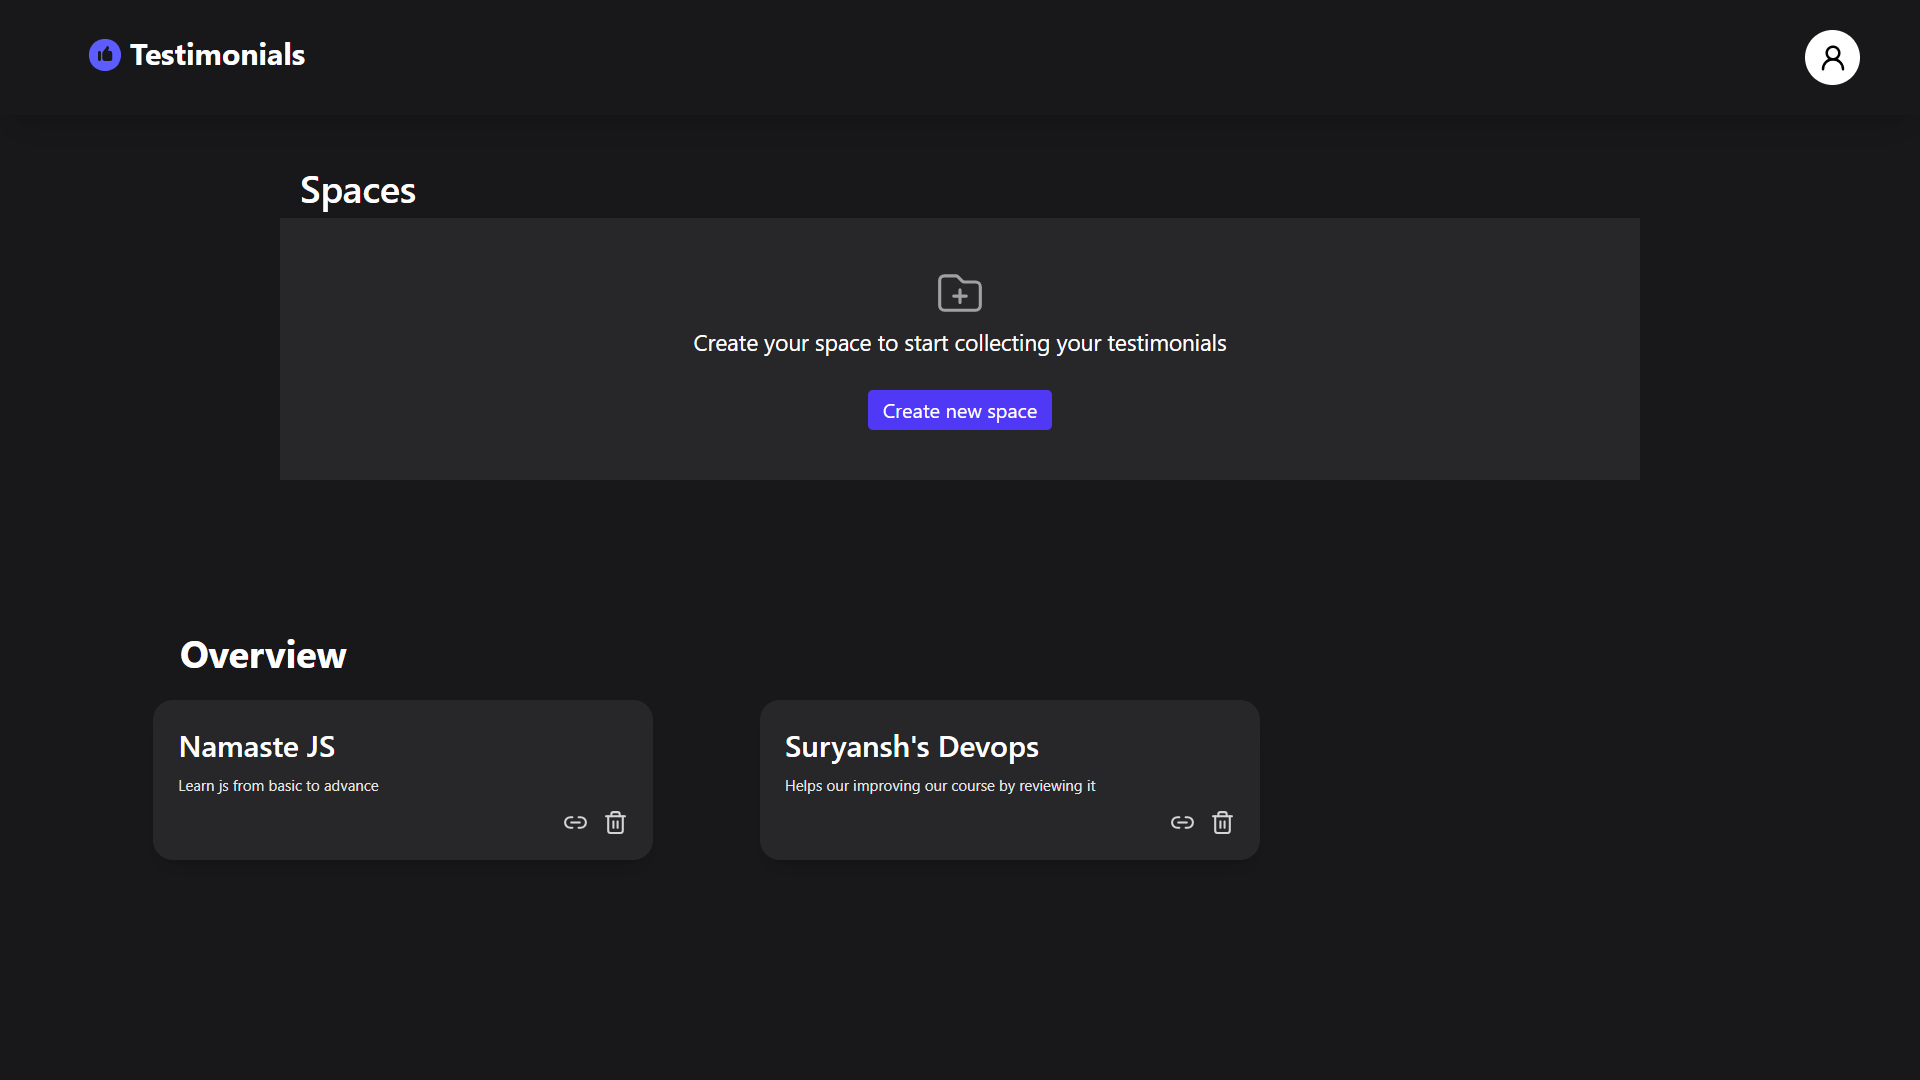 Testimonials
Spaces
Create your space to start collecting your testimonials
Create new space
Overview
Namaste JS
Learn js from basic to advance
Suryansh's Devops
Helps our improving our course by reviewing it